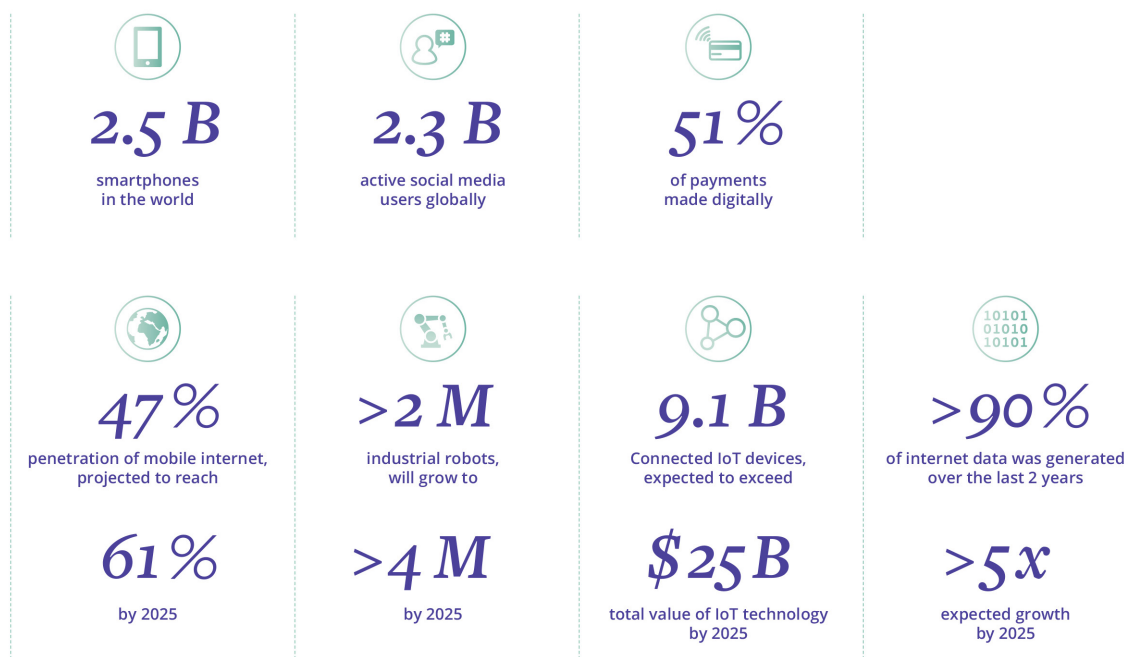 #
2.5 B
smartphones
in the world
2.3 B
active social media
users globally
51%
of payments
made digitally
47%
penetration of mobile internet,
projected to reach
61%
by 2025
>2 M
industrial robots,
will grow to
>4 M
by 2025
9.1 B
Connected IoT devices,
expected to exceed
$25B
total value of IoT technology
by 2025
10101
01010
10101
>90%
of internet data was generated
over the last 2 years
>5x
expected growth
by 2025